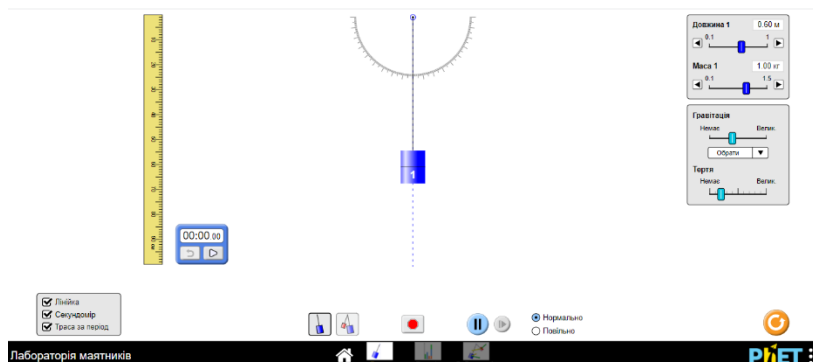 Довжина 1 0.60 м
0.1 1
Маса 1 1.00 кг
0.1 1.5
Гравітація
Немає Велик.
Обрати ▼
Тертя
Немає Велик.
1
00:00.00
Лінійка
Секундомір
Траса за період
Нормально
Повільно
Лабораторія маятників
PhET